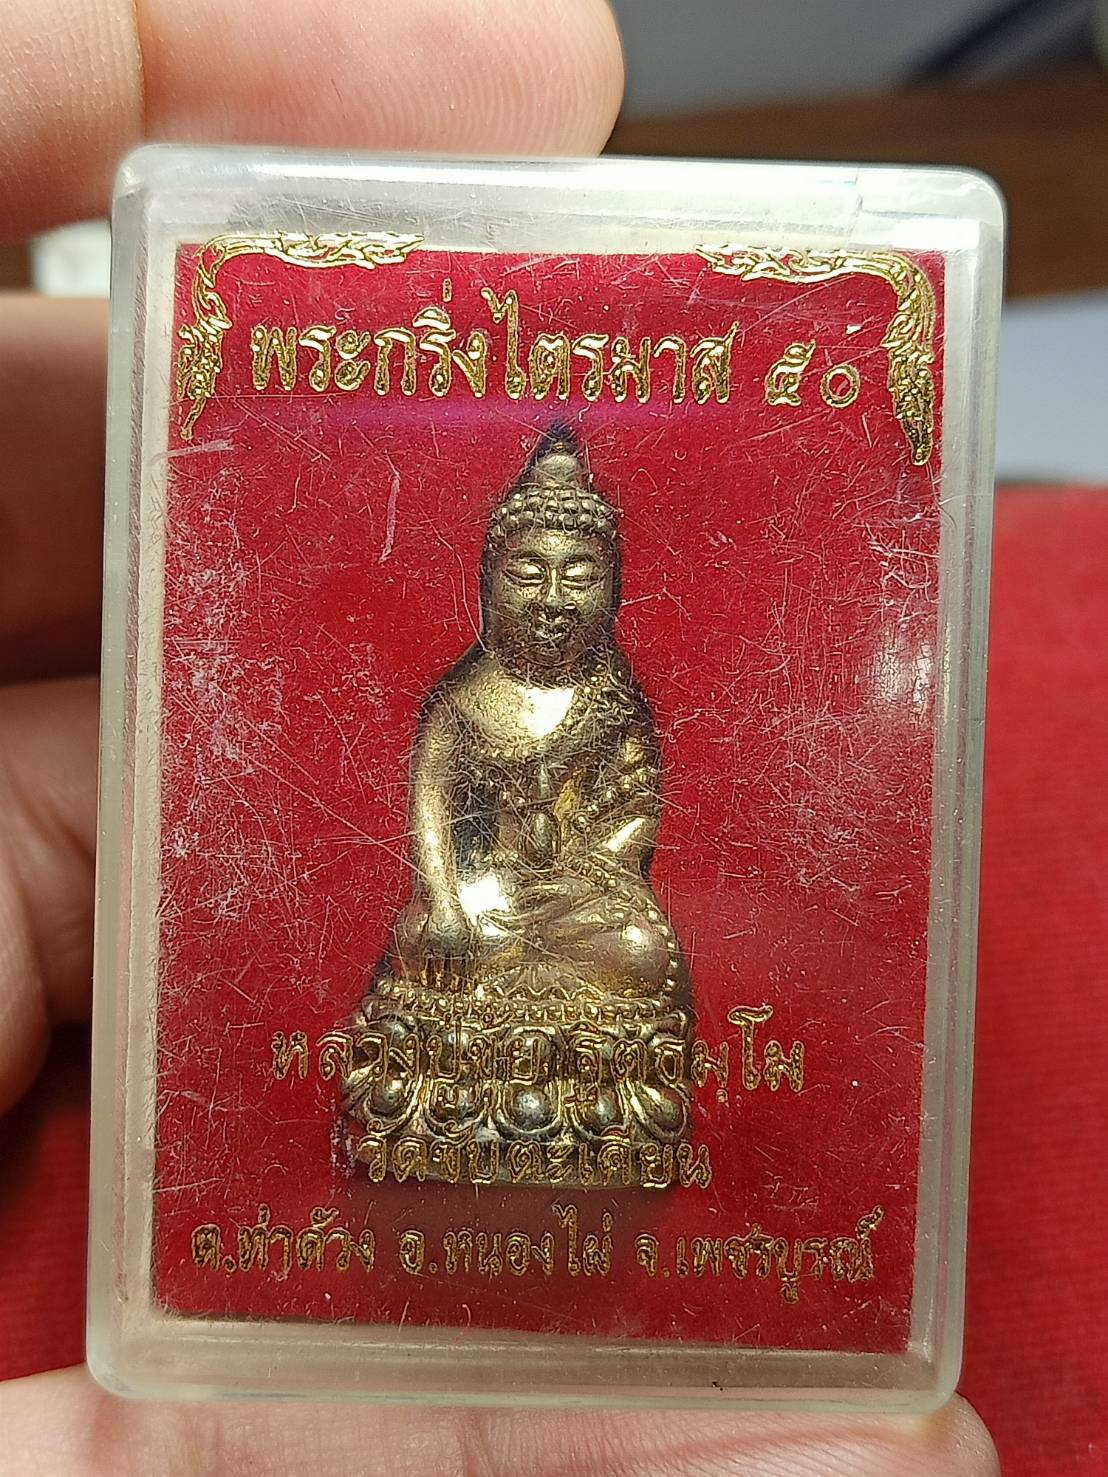 พระกริ่งไตรมาส ๕๐
หลวงปู่ขุ้ย ฐิตธมฺโม
วัดซับตะเคียน
ต.ท่าด้วง อ.หนองไผ่ จ.เพชรบูรณ์